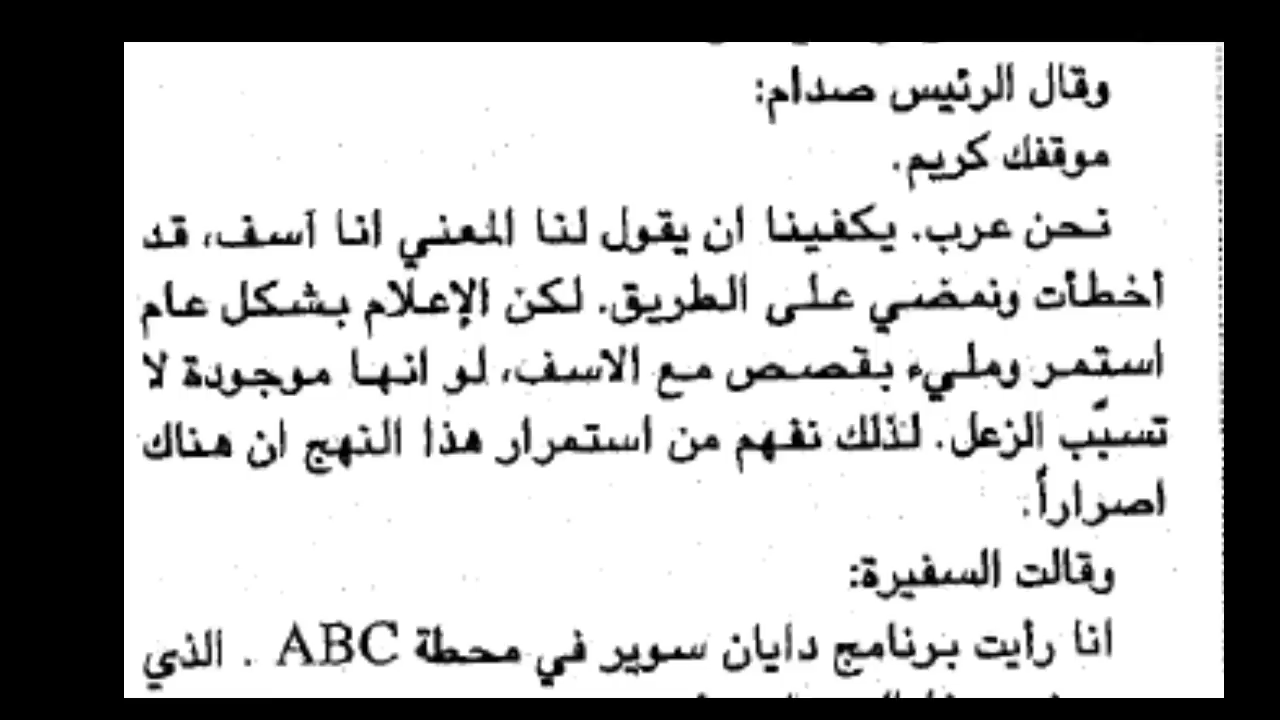 وقال الرئيس صدام:
موقفك كريم.
نحن عرب. يكفينا ان يقول لنا المعني انا آسف، قد
أخطأت ونمضي على الطريق. لكن الإعلام بشكل عام
استمر ومليء بقصص مع الاسف، لو انها موجودة لا
تسبّب الزعل. لذلك نفهم من استمرار هذا النهج ان هناك
اصراراً.
وقالت السفيرة:
انا رأيت برنامج دايان سوير في محطة ABC . الذي